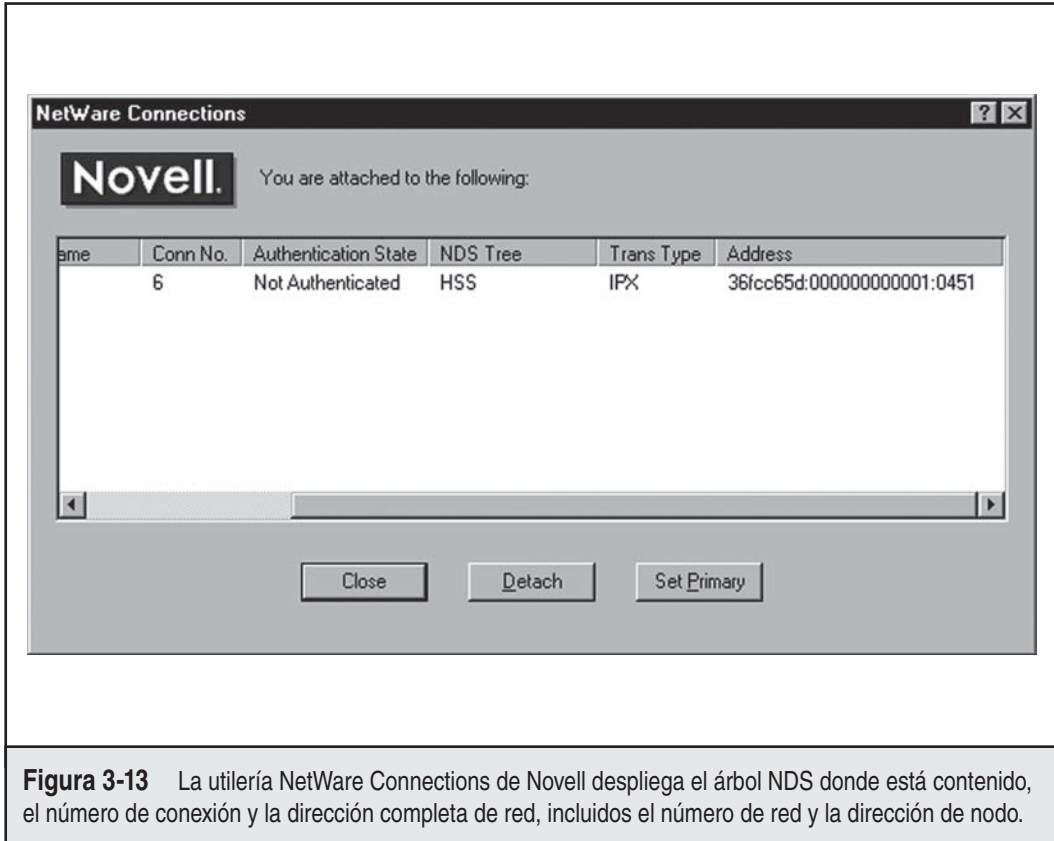 NetWare Connections
Novell.
You are attached to the following:
ame Conn No. Authentication State NDS Tree Trans Type Address
6 Not Authenticated HSS IPX 36fcc65d:000000000001:0451
Close Detach Set Primary
Figura 3-13 La utilería NetWare Connections de Novell despliega el árbol NDS donde está contenido,
el número de conexión y la dirección completa de red, incluidos el número de red y la dirección de nodo.